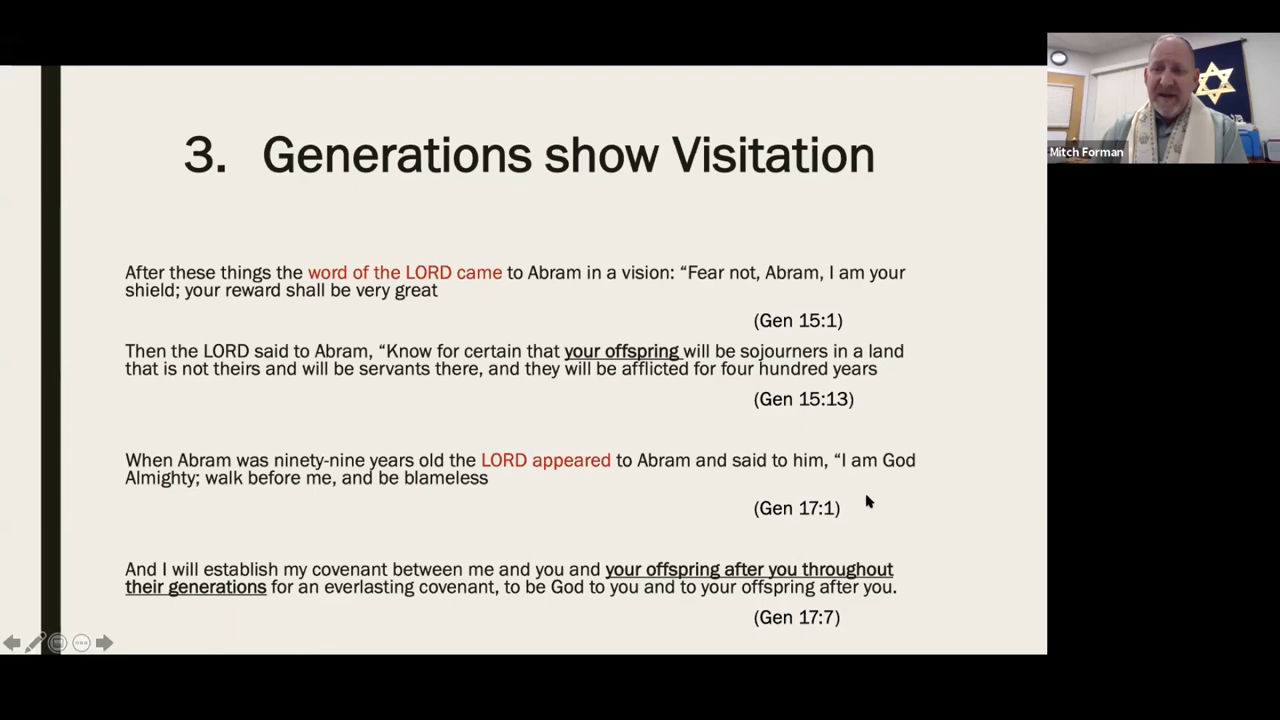 3. Generations show Visitation
After these things the word of the LORD came to Abram in a vision: “Fear not, Abram, I am your
shield; your reward shall be very great
(Gen 15:1)
Then the LORD said to Abram, “Know for certain that your offspring will be sojourners in a land
that is not theirs and will be servants there, and they will be afflicted for four hundred years
(Gen 15:13)
When Abram was ninety-nine years old the LORD appeared to Abram and said to him, “I am God
Almighty; walk before me, and be blameless
(Gen 17:1)
And I will establish my covenant between me and you and your offspring after you throughout
their generations for an everlasting covenant, to be God to you and to your offspring after you.
(Gen 17:7)
Mitch Forman